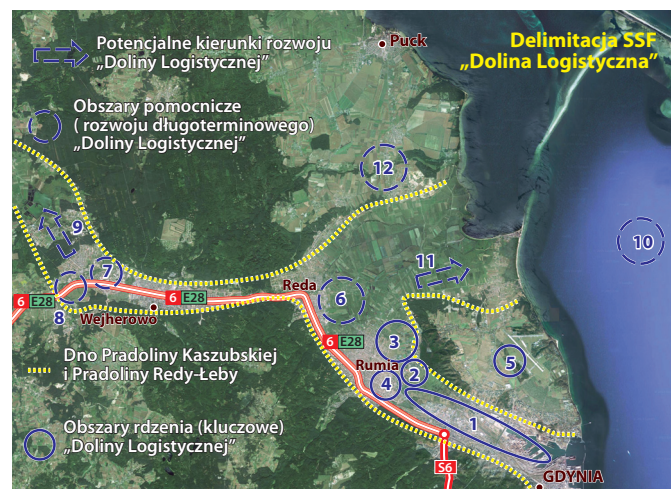 Puck
Delimitacja SSF
„Dolina Logistyczna”
Potencjalne kierunki rozwoju
„Doliny Logistycznej”
Obszary pomocnicze
( rozwoju długoterminowego)
„Doliny Logistycznej”
12
9
10
11
7
Reda
6
6 E28
6 E28
8
Wejherowo
6 E28
3
5
Rumia
2
4
Dno Pradoliny Kaszubskiej
i Pradoliny Redy-Łeby
1
Obszary rdzenia (kluczowe)
„Doliny Logistycznej”
S6
GDYNIA